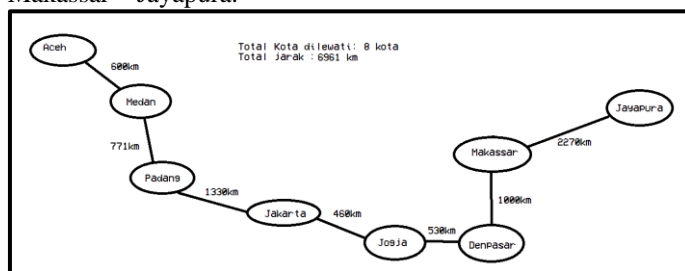 Makassar – Jayapura.
Aceh
Total Kota dilewati: 8 kota
Total jarak : 6961 km
600km
Medan
Jayapura
771km
Makassar
2270km
Padang
1330km
1000km
Jakarta
460km
Jogja
530km
Denpasar